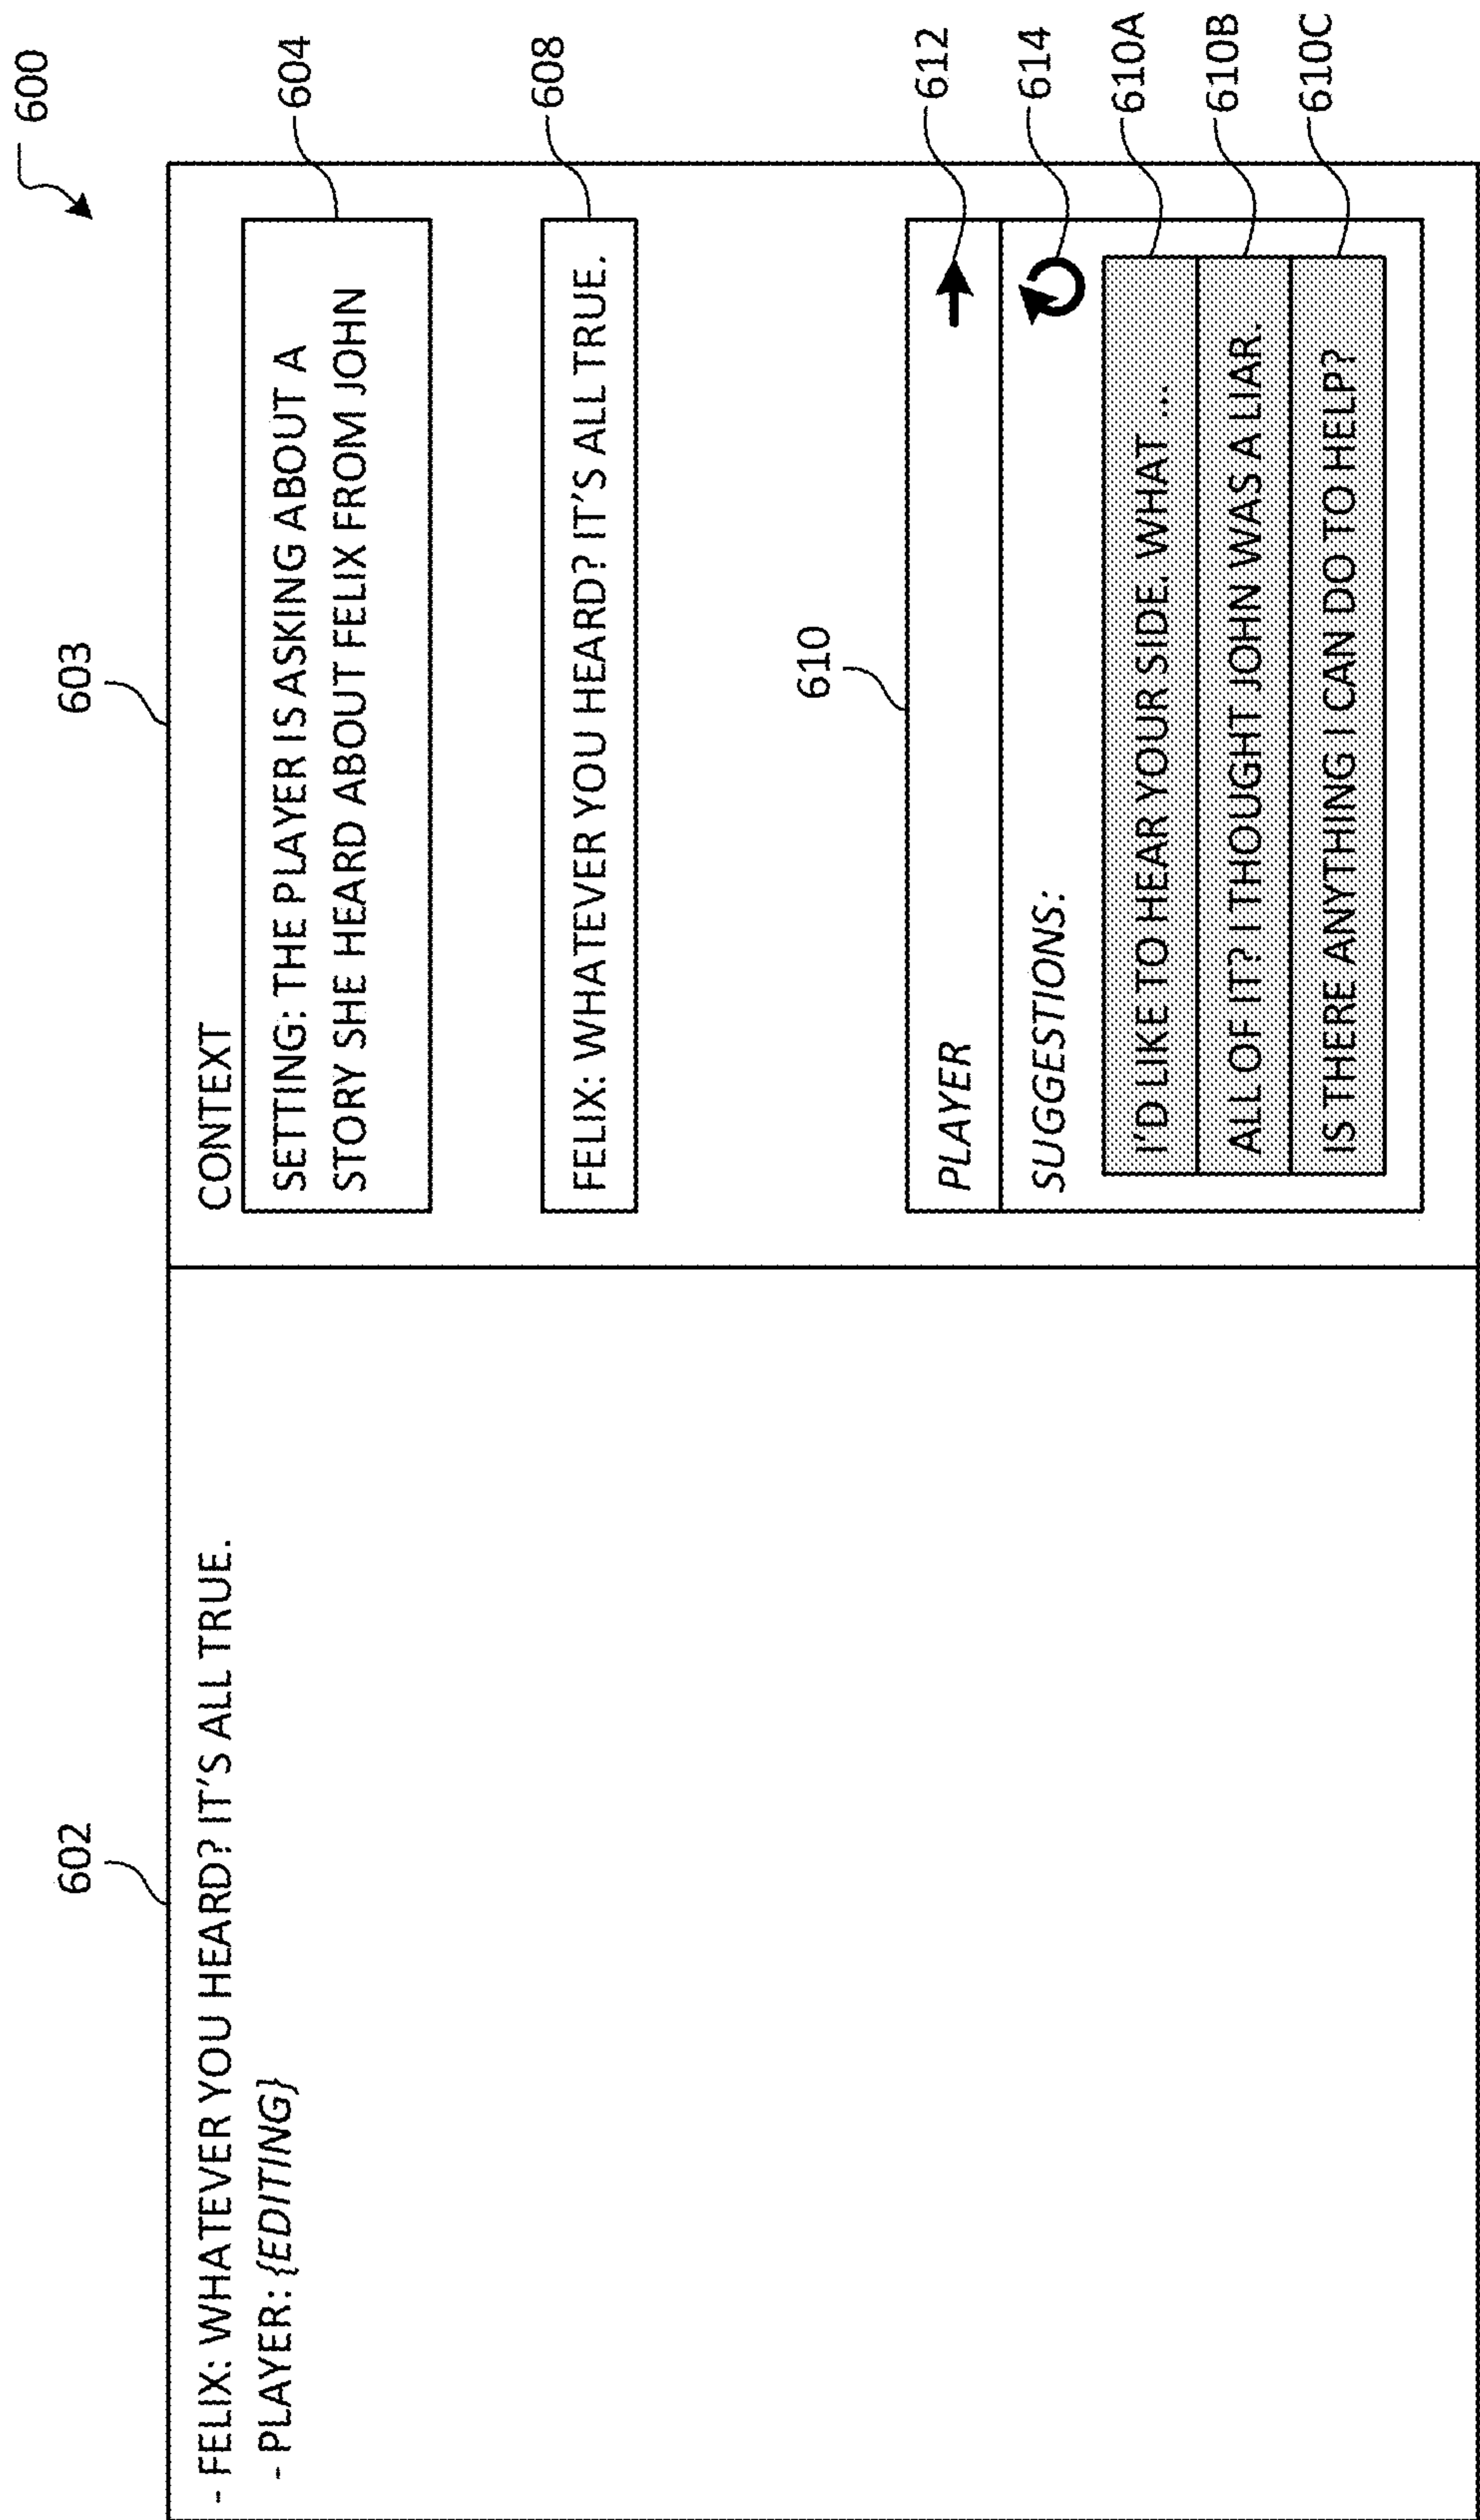 600
602
603
- FELIX: WHATEVER YOU HEARD? IT'S ALL TRUE.
- PLAYER: {EDITING}
CONTEXT
SETTING: THE PLAYER IS ASKING ABOUT A
STORY SHE HEARD ABOUT FELIX FROM JOHN
604
FELIX: WHATEVER YOU HEARD? IT'S ALL TRUE.
608
610
PLAYER
612
SUGGESTIONS:
614
I'D LIKE TO HEAR YOUR SIDE. WHAT ...
610A
ALL OF IT? I THOUGHT JOHN WAS A LIAR.
610B
IS THERE ANYTHING I CAN DO TO HELP?
610C